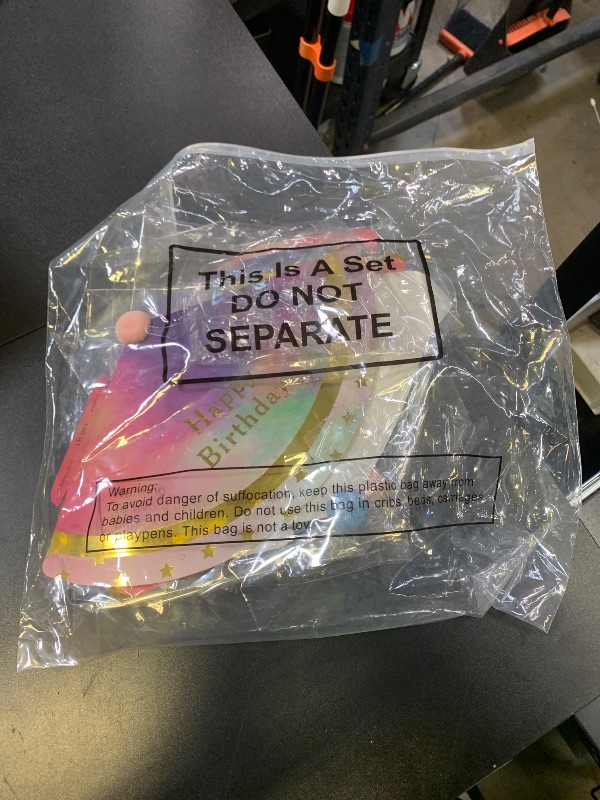 This Is A Set
DO NOT
SEPARATE
Happy
Birthday
Warning:
To avoid danger of suffocation, keep this plastic bag away from
babies and children. Do not use this bag in cribs, beds, carriages
or playpens. This bag is not a toy